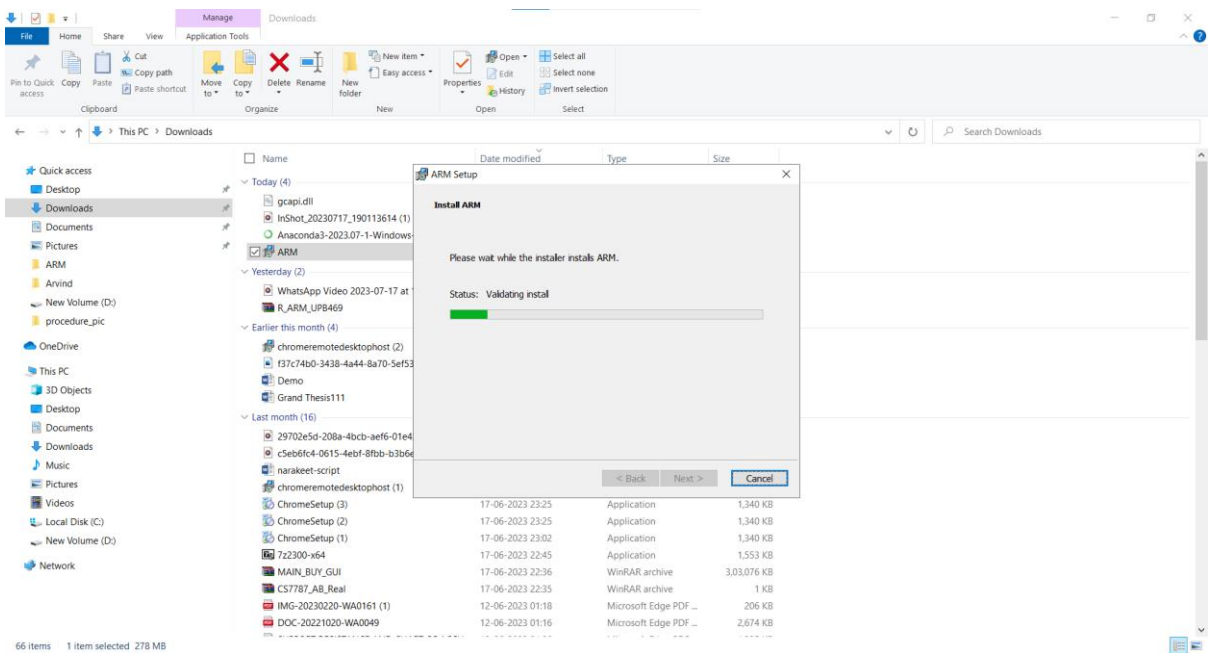 Manage Downloads
File Home Share View Application Tools
Pin to Quick access
Copy
Paste
Cut
Copy path
Paste shortcut
Clipboard
Move to
Copy to
Delete
Rename
Organize
New folder
New item
Easy access
New
Properties
Open
Edit
History
Open
Select all
Select none
Invert selection
Select
This PC > Downloads
Search Downloads
Quick access
Desktop
Downloads
Documents
Pictures
ARM
Arvind
New Volume (D:)
procedure_pic
OneDrive
This PC
3D Objects
Desktop
Documents
Downloads
Music
Pictures
Videos
Local Disk (C:)
New Volume (D:)
Network
Name Date modified Type Size
Today (4)
gcapi.dll
InShot_20230717_190113614 (1)
Anaconda3-2023.07-1-Windows-
ARM
Yesterday (2)
WhatsApp Video 2023-07-17 at
R_ARM_UPB469
Earlier this month (4)
chromeremotedesktophost (2)
f37c74b0-3438-4a44-8a70-5ef53
Demo
Grand Thesis111
Last month (16)
29702e5d-208a-4bcb-aef6-01e4
c5eb6fc4-0615-4ebf-8fbb-b3b6e
narakeet-script
chromeremotedesktophost (1)
ChromeSetup (3) 17-06-2023 23:25 Application 1,340 KB
ChromeSetup (2) 17-06-2023 23:25 Application 1,340 KB
ChromeSetup (1) 17-06-2023 23:02 Application 1,340 KB
7z2300-x64 17-06-2023 22:45 Application 1,553 KB
MAIN_BUY_GUI 17-06-2023 22:36 WinRAR archive 3,03,076 KB
CS7787_AB_Real 17-06-2023 22:35 WinRAR archive 1 KB
IMG-20230220-WA0161 (1) 12-06-2023 01:18 Microsoft Edge PDF ... 206 KB
DOC-20221020-WA0049 12-06-2023 01:16 Microsoft Edge PDF ... 2,674 KB
ARM Setup
Install ARM
Please wait while the installer installs ARM.
Status: Validating install
< Back Next > Cancel
66 items 1 item selected 278 MB